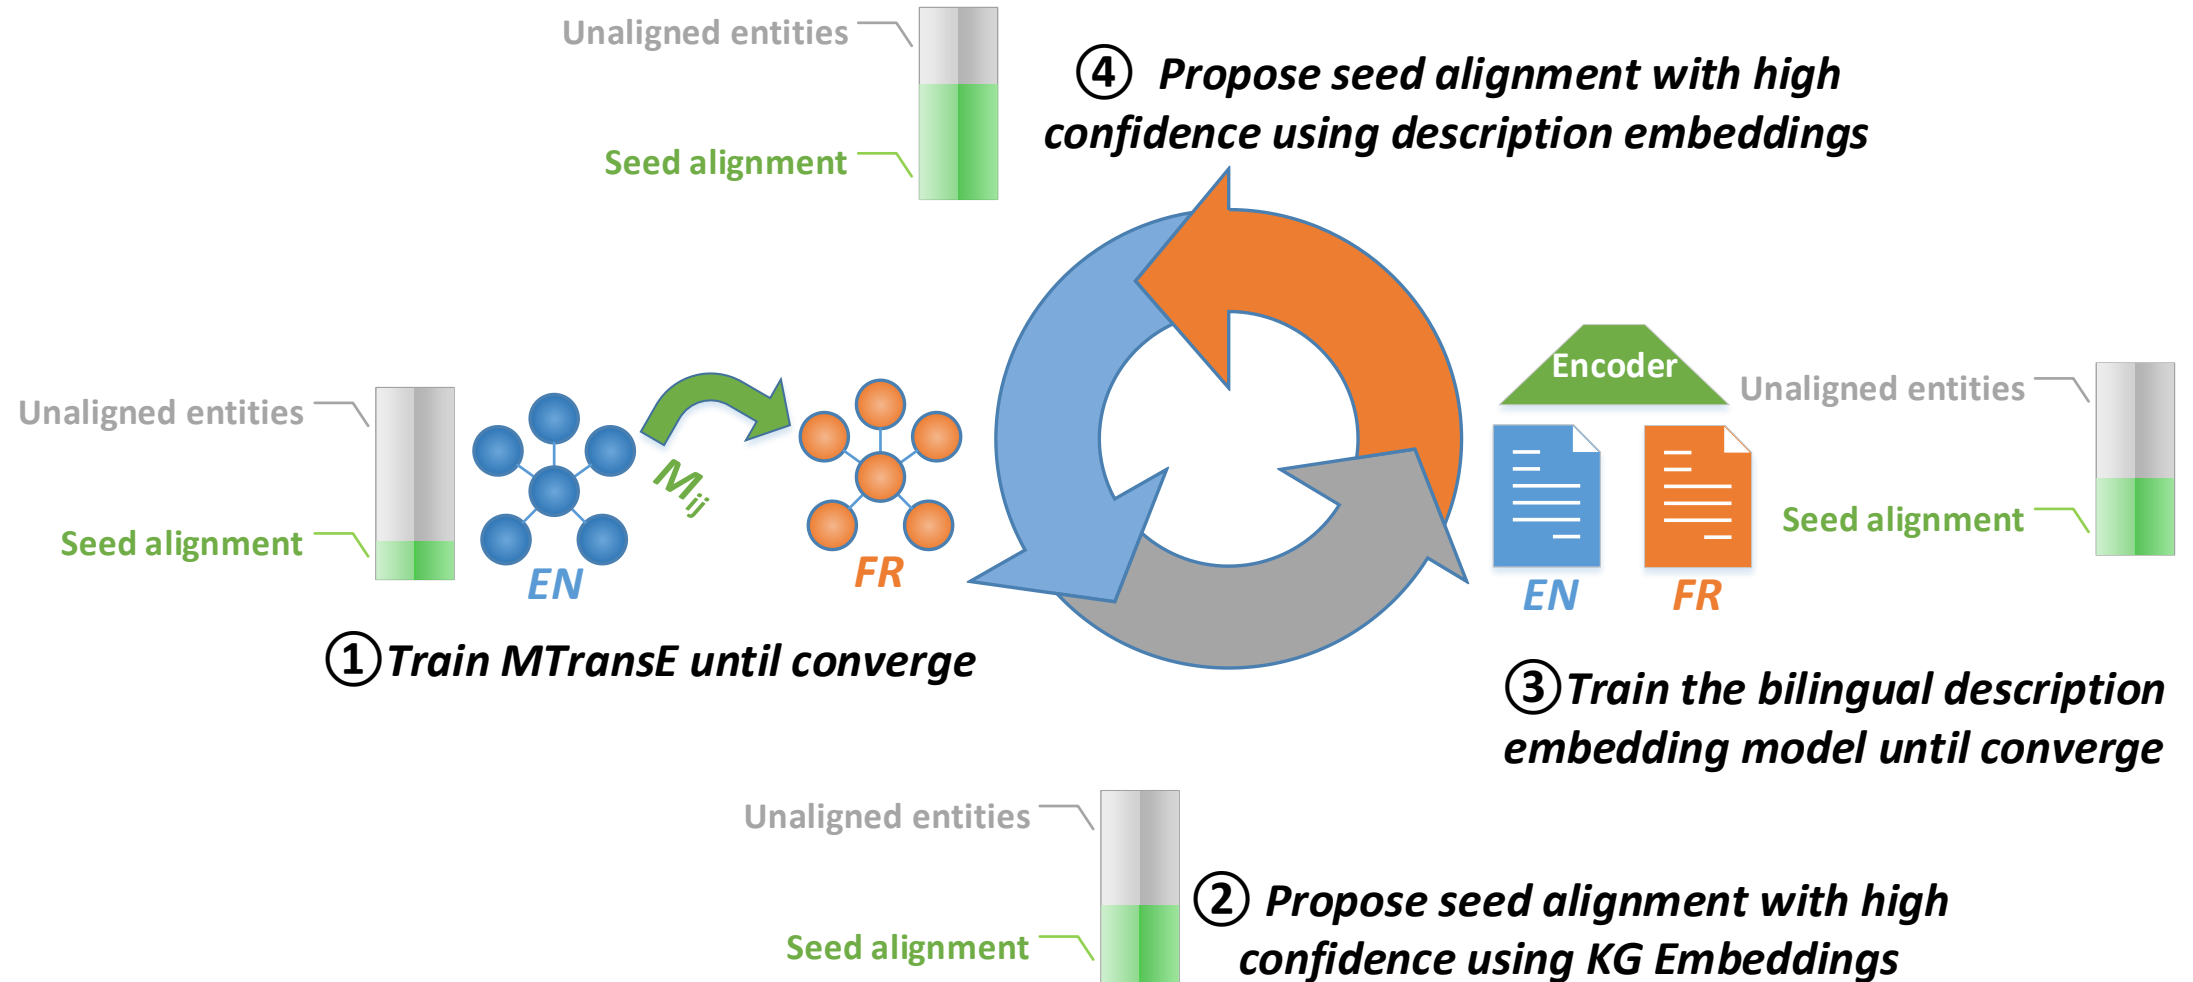 Unaligned entities
Seed alignment
④ Propose seed alignment with high
confidence using description embeddings
Unaligned entities
Seed alignment
M_ij
EN
FR
① Train MTransE until converge
Encoder
EN
FR
Unaligned entities
Seed alignment
③ Train the bilingual description
embedding model until converge
Unaligned entities
Seed alignment
② Propose seed alignment with high
confidence using KG Embeddings